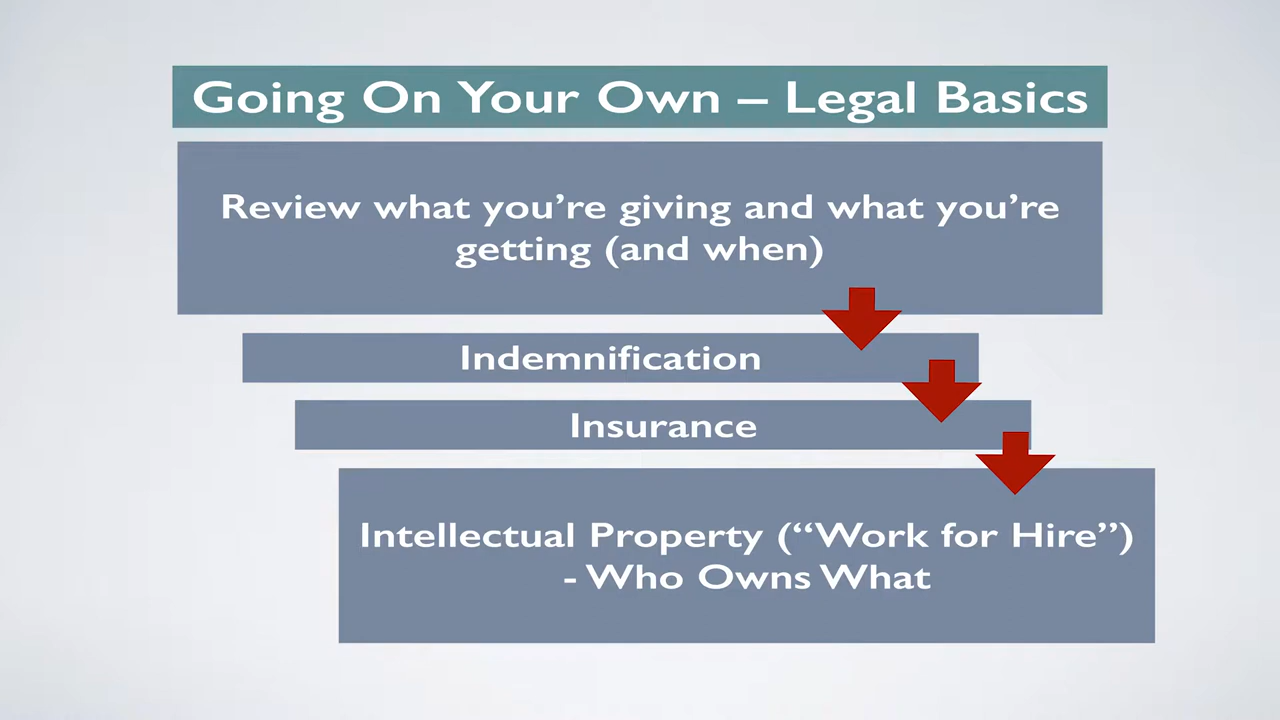 Going On Your Own – Legal Basics
Review what you’re giving and what you’re
getting (and when)
Indemnification
Insurance
Intellectual Property (“Work for Hire”)
- Who Owns What